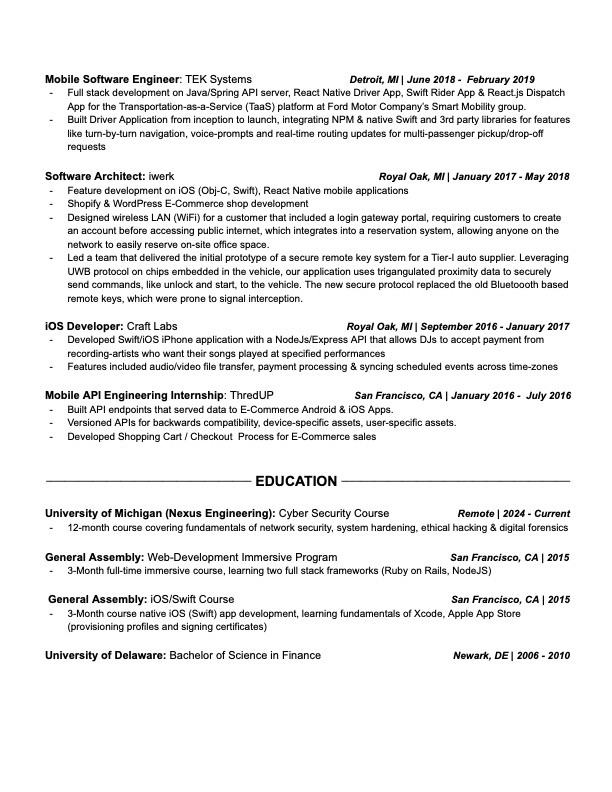 Mobile Software Engineer: TEK Systems Detroit, MI | June 2018 - February 2019
- Full stack development on Java/Spring API server, React Native Driver App, Swift Rider App & React.js Dispatch
App for the Transportation-as-a-Service (TaaS) platform at Ford Motor Company's Smart Mobility group.
- Built Driver Application from inception to launch, integrating NPM & native Swift and 3rd party libraries for features
like turn-by-turn navigation, voice-prompts and real-time routing updates for multi-passenger pickup/drop-off
requests
Software Architect: iwerk Royal Oak, MI | January 2017 - May 2018
- Feature development on iOS (Obj-C, Swift), React Native mobile applications
- Shopify & WordPress E-Commerce shop development
- Designed wireless LAN (WiFi) for a customer that included a login gateway portal, requiring customers to create
an account before accessing public internet, which integrates into a reservation system, allowing anyone on the
network to easily reserve on-site office space.
- Led a team that delivered the initial prototype of a secure remote key system for a Tier-I auto supplier. Leveraging
UWB protocol on chips embedded in the vehicle, our application uses trigangulated proximity data to securely
send commands, like unlock and start, to the vehicle. The new secure protocol replaced the old Bluetoooth based
remote keys, which were prone to signal interception.
iOS Developer: Craft Labs Royal Oak, MI | September 2016 - January 2017
- Developed Swift/iOS iPhone application with a NodeJs/Express API that allows DJs to accept payment from
recording-artists who want their songs played at specified performances
- Features included audio/video file transfer, payment processing & syncing scheduled events across time-zones
Mobile API Engineering Internship: ThredUP San Francisco, CA | January 2016 - July 2016
- Built API endpoints that served data to E-Commerce Android & iOS Apps.
- Versioned APIs for backwards compatibility, device-specific assets, user-specific assets.
- Developed Shopping Cart / Checkout Process for E-Commerce sales
EDUCATION
University of Michigan (Nexus Engineering): Cyber Security Course Remote | 2024 - Current
- 12-month course covering fundamentals of network security, system hardening, ethical hacking & digital forensics
General Assembly: Web-Development Immersive Program San Francisco, CA | 2015
- 3-Month full-time immersive course, learning two full stack frameworks (Ruby on Rails, NodeJS)
General Assembly: iOS/Swift Course San Francisco, CA | 2015
- 3-Month course native iOS (Swift) app development, learning fundamentals of Xcode, Apple App Store
(provisioning profiles and signing certificates)
University of Delaware: Bachelor of Science in Finance Newark, DE | 2006 - 2010